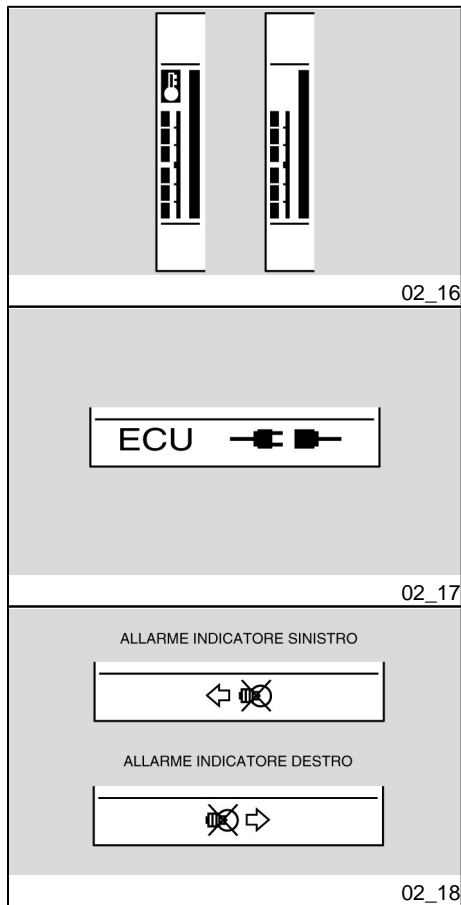 02_16
ECU
02_17
ALLARME INDICATORE SINISTRO
ALLARME INDICATORE DESTRO
02_18